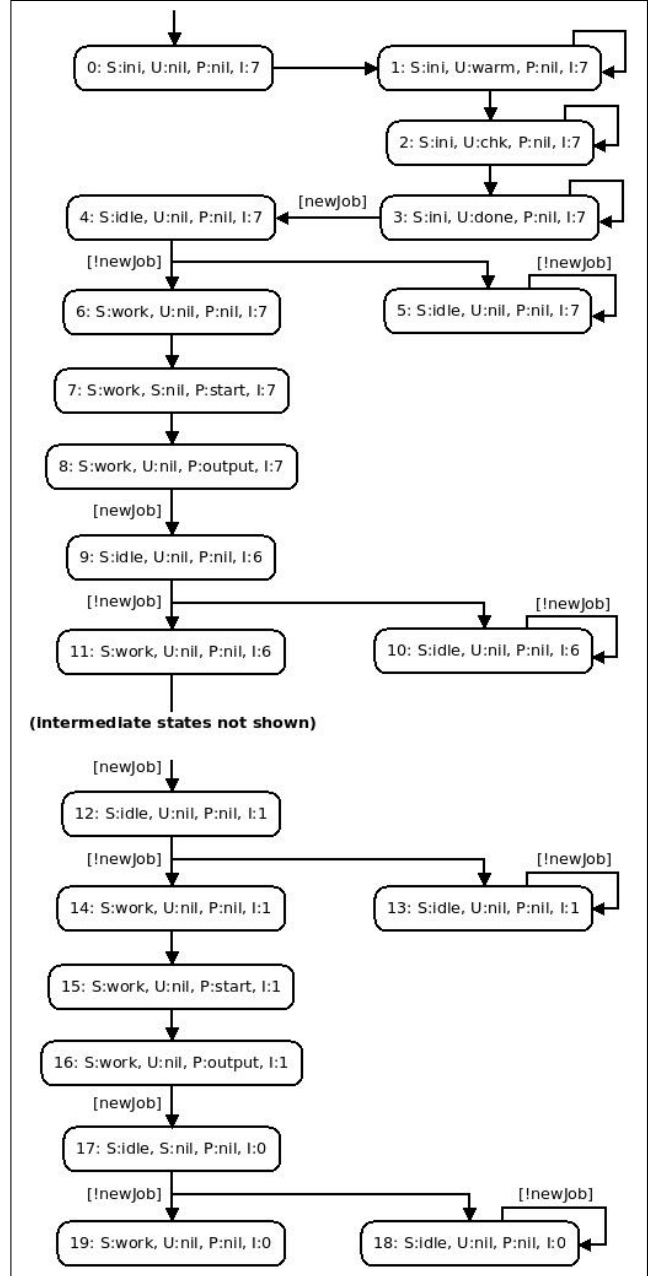 0: S:ini, U:nil, P:nil, I:7
1: S:ini, U:warm, P:nil, I:7
2: S:ini, U:chk, P:nil, I:7
[newJob]
4: S:idle, U:nil, P:nil, I:7
3: S:ini, U:done, P:nil, I:7
[!newJob]
[!newJob]
6: S:work, U:nil, P:nil, I:7
5: S:idle, U:nil, P:nil, I:7
7: S:work, S:nil, P:start, I:7
8: S:work, U:nil, P:output, I:7
[newJob]
9: S:idle, U:nil, P:nil, I:6
[!newJob]
[!newJob]
11: S:work, U:nil, P:nil, I:6
10: S:idle, U:nil, P:nil, I:6
(intermediate states not shown)
[newJob]
12: S:idle, U:nil, P:nil, I:1
[!newJob]
[!newJob]
14: S:work, U:nil, P:nil, I:1
13: S:idle, U:nil, P:nil, I:1
15: S:work, U:nil, P:start, I:1
16: S:work, U:nil, P:output, I:1
[newJob]
17: S:idle, S:nil, P:nil, I:0
[!newJob]
[!newJob]
19: S:work, U:nil, P:nil, I:0
18: S:idle, U:nil, P:nil, I:0